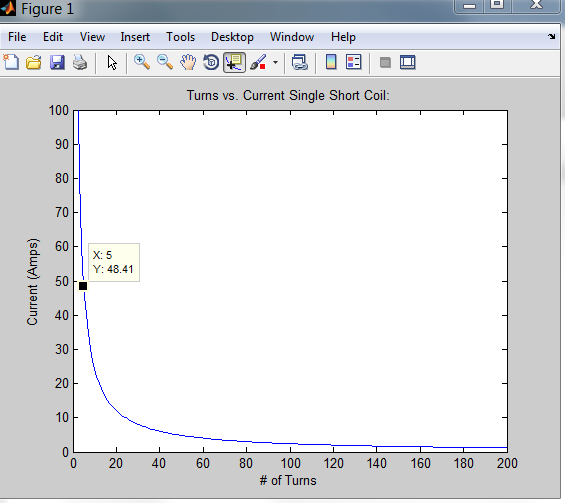 Figure 1
File Edit View Insert Tools Desktop Window Help
Turns vs. Current Single Short Coil:
Current (Amps)
100
90
80
70
60
50
40
30
20
10
0
X: 5
Y: 48.41
0 20 40 60 80 100 120 140 160 180 200
# of Turns